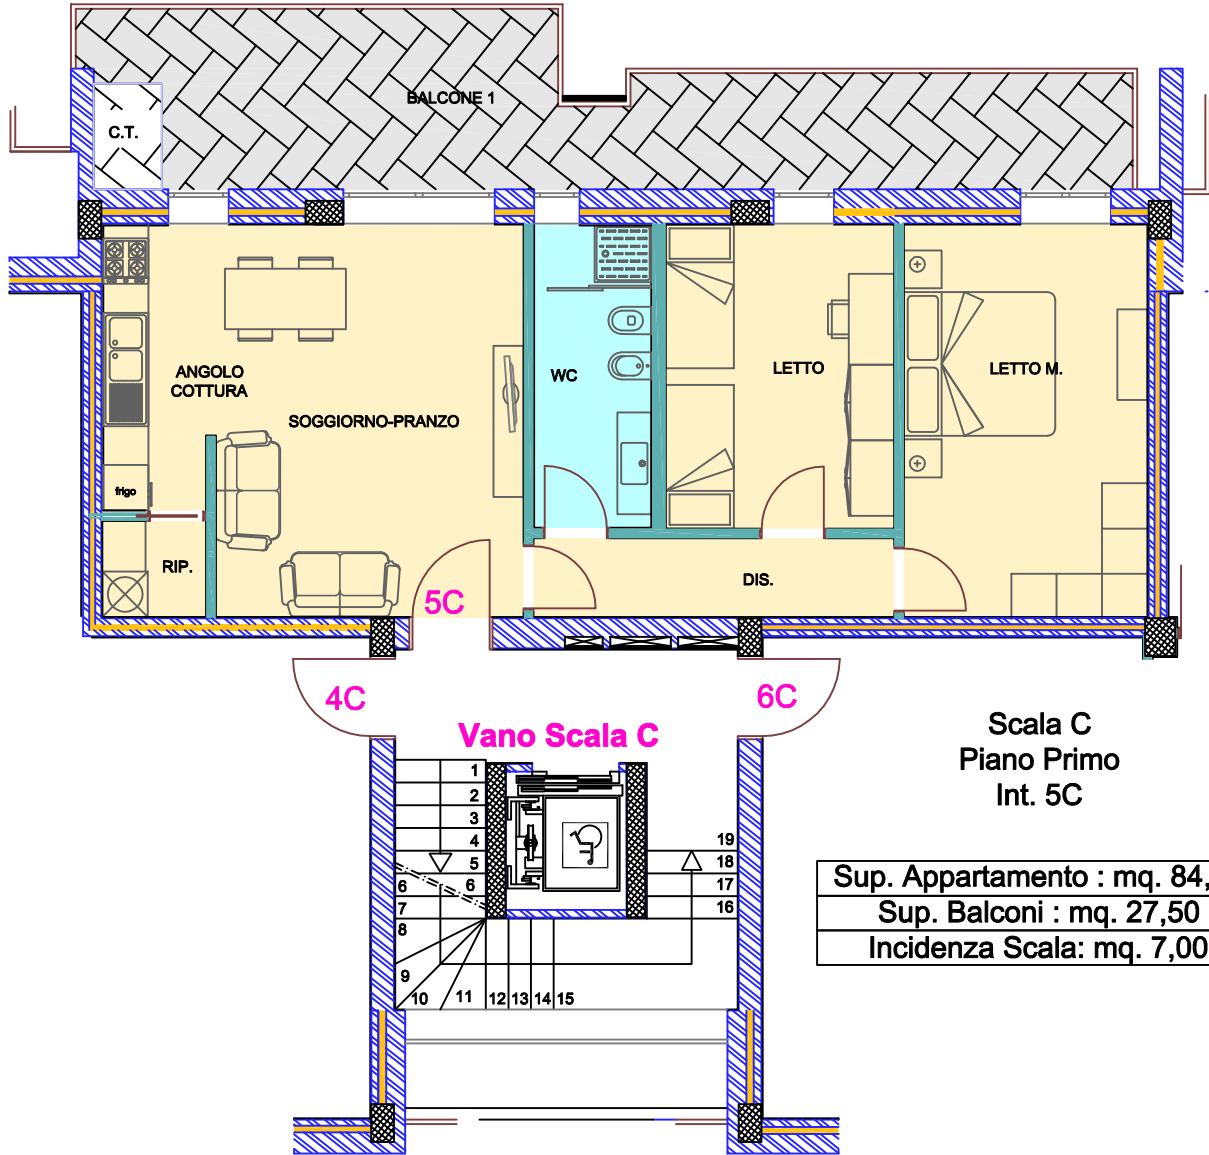 BALCONE 1
C.T.
ANGOLO
COTTURA
SOGGIORNO-PRANZO
WC
LETTO
LETTO M.
frigo
RIP.
DIS.
5C
4C
6C
Vano Scala C
Scala C
Piano Primo
Int. 5C
1
2
3
4
5
6
6
7
8
9
10
11
12
13
14
15
16
17
18
19
Sup. Appartamento : mq. 84,
Sup. Balconi : mq. 27,50
Incidenza Scala: mq. 7,00